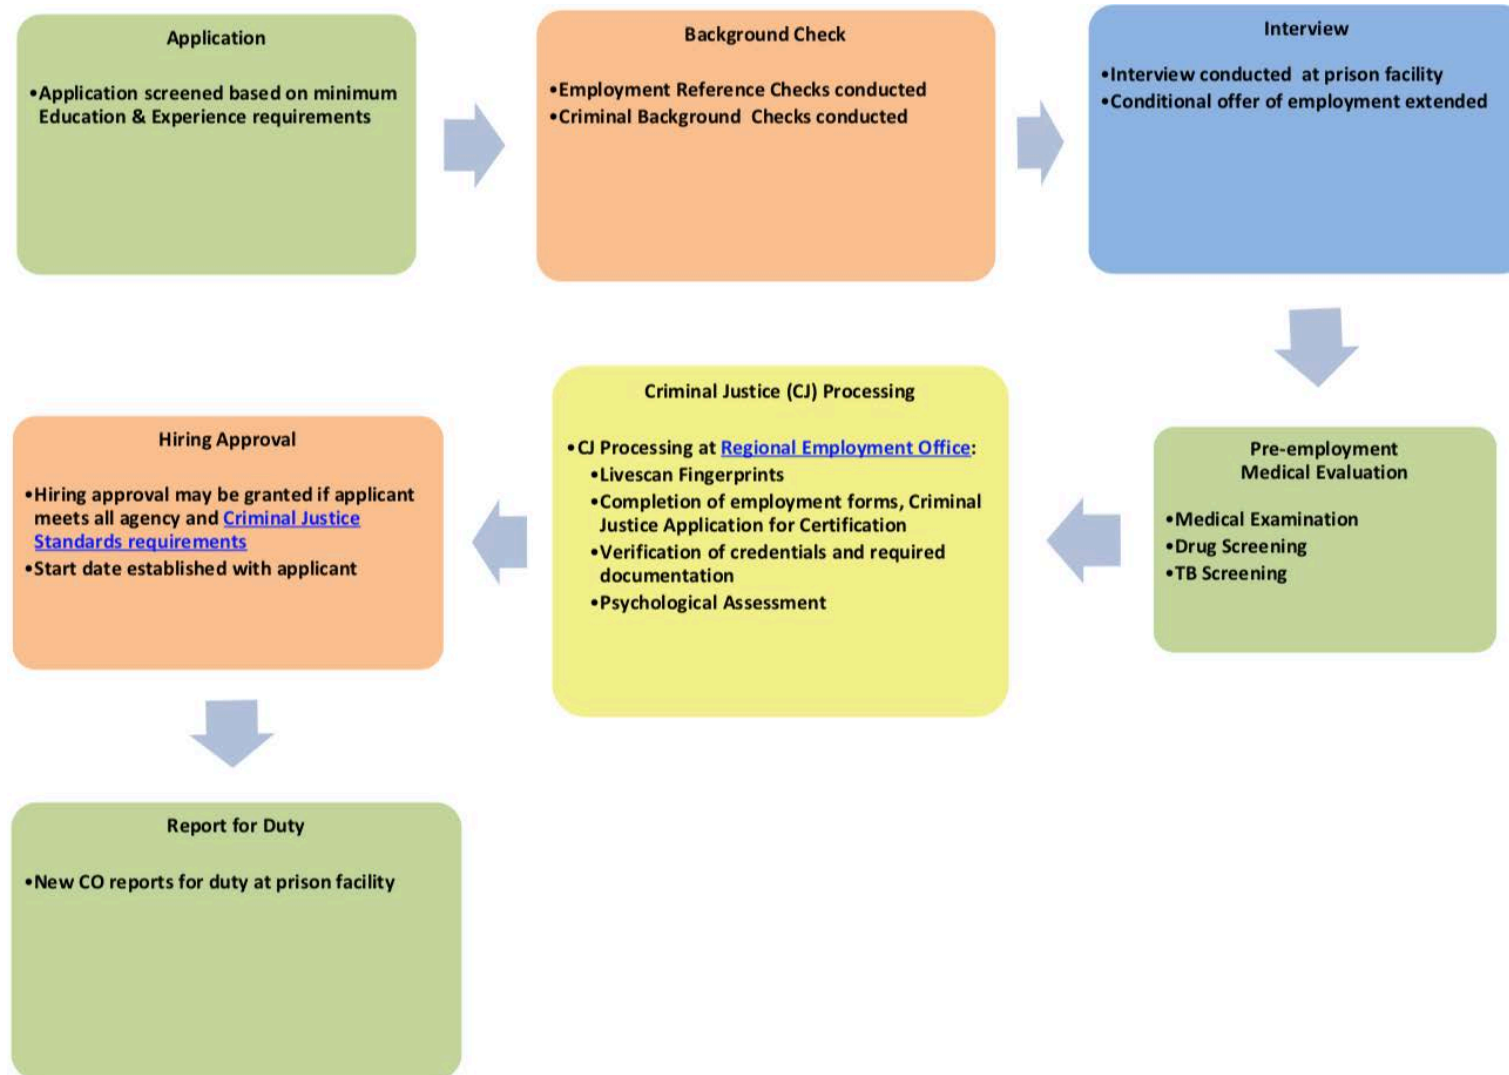 Application
•Application screened based on minimum
Education & Experience requirements
Background Check
•Employment Reference Checks conducted
•Criminal Background Checks conducted
Interview
•Interview conducted at prison facility
•Conditional offer of employment extended
Pre-employment
Medical Evaluation
•Medical Examination
•Drug Screening
•TB Screening
Criminal Justice (CJ) Processing
•CJ Processing at Regional Employment Office:
•Livescan Fingerprints
•Completion of employment forms, Criminal
Justice Application for Certification
•Verification of credentials and required
documentation
•Psychological Assessment
Hiring Approval
•Hiring approval may be granted if applicant
meets all agency and Criminal Justice
Standards requirements
•Start date established with applicant
Report for Duty
•New CO reports for duty at prison facility